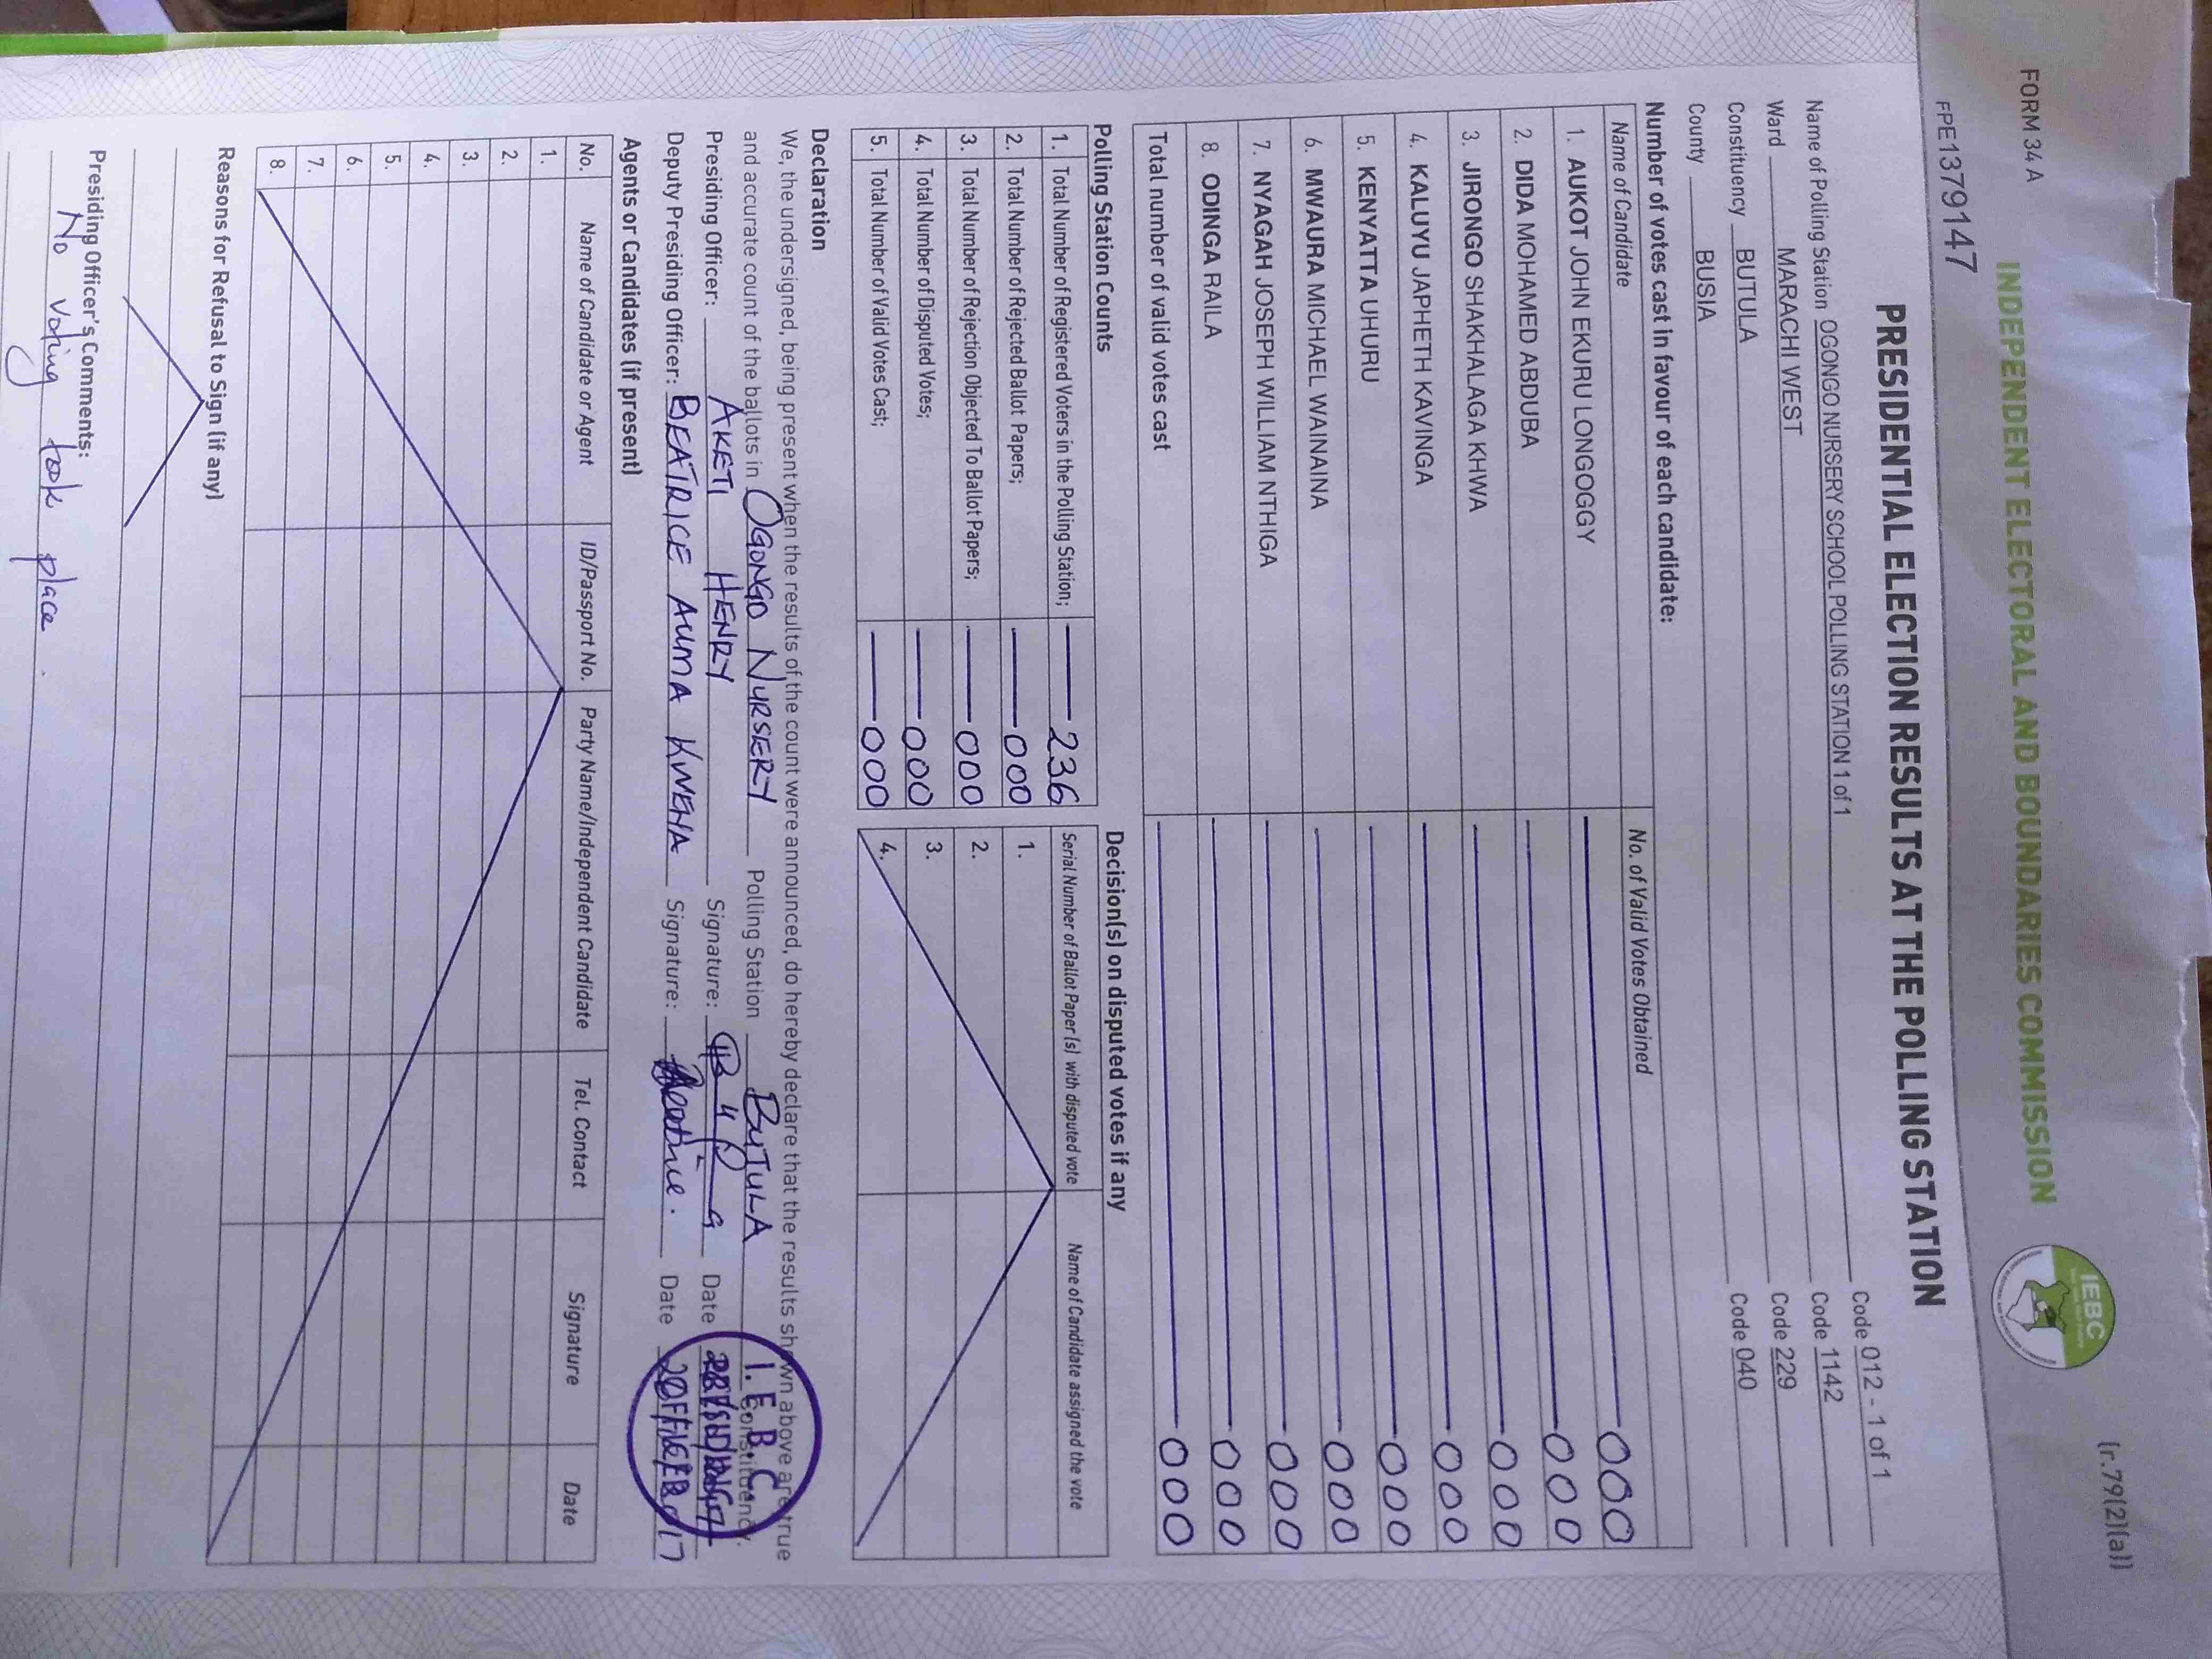 FORM 34 A
INDEPENDENT ELECTORAL AND BOUNDARIES COMMISSION
IEBC
(r.79(2)(a))
FPE1379147
PRESIDENTIAL ELECTION RESULTS AT THE POLLING STATION
Name of Polling Station OGONGO NURSERY SCHOOL POLLING STATION 1 of 1 Code 012 - 1 of 1
Ward MARACHI WEST Code 1142
Constituency BUTULA Code 229
County BUSIA Code 040
Number of votes cast in favour of each candidate:
Name of Candidate No. of Valid Votes Obtained
1. AUKOT JOHN EKURU LONGOGGY 000
2. DIDA MOHAMED ABDUBA 000
3. JIRONGO SHAKHALAGA KHWA 000
4. KALUYU JAPHETH KAVINGA 000
5. KENYATTA UHURU 000
6. MWAURA MICHAEL WAINAINA 000
7. NYAGAH JOSEPH WILLIAM NTHIGA 000
8. ODINGA RAILA 000
Total number of valid votes cast 000
Polling Station Counts
1. Total Number of Registered Voters in the Polling Station; 236
2. Total Number of Rejected Ballot Papers; 000
3. Total Number of Rejection Objected To Ballot Papers; 000
4. Total Number of Disputed Votes; 000
5. Total Number of Valid Votes Cast; 000
Decision(s) on disputed votes if any
Serial Number of Ballot Paper (s) with disputed vote Name of Candidate assigned the vote
1.
2.
3.
4.
Declaration
We, the undersigned, being present when the results of the count were announced, do hereby declare that the results shown above are true
and accurate count of the ballots in OGONGO NURSERY Polling Station BUTULA Constituency.
Presiding Officer: AKETI HENRY Signature: Date
Deputy Presiding Officer: BEATRICE AUMA KWENA Signature: Beatrice. Date
I.E.B.C.
PRESIDING
OFFICER
Agents or Candidates (if present)
No. Name of Candidate or Agent ID/Passport No. Party Name/Independent Candidate Tel. Contact Signature Date
1.
2.
3.
4.
5.
6.
7.
8.
Reasons for Refusal to Sign (if any)
Presiding Officer's Comments:
No voting took place.